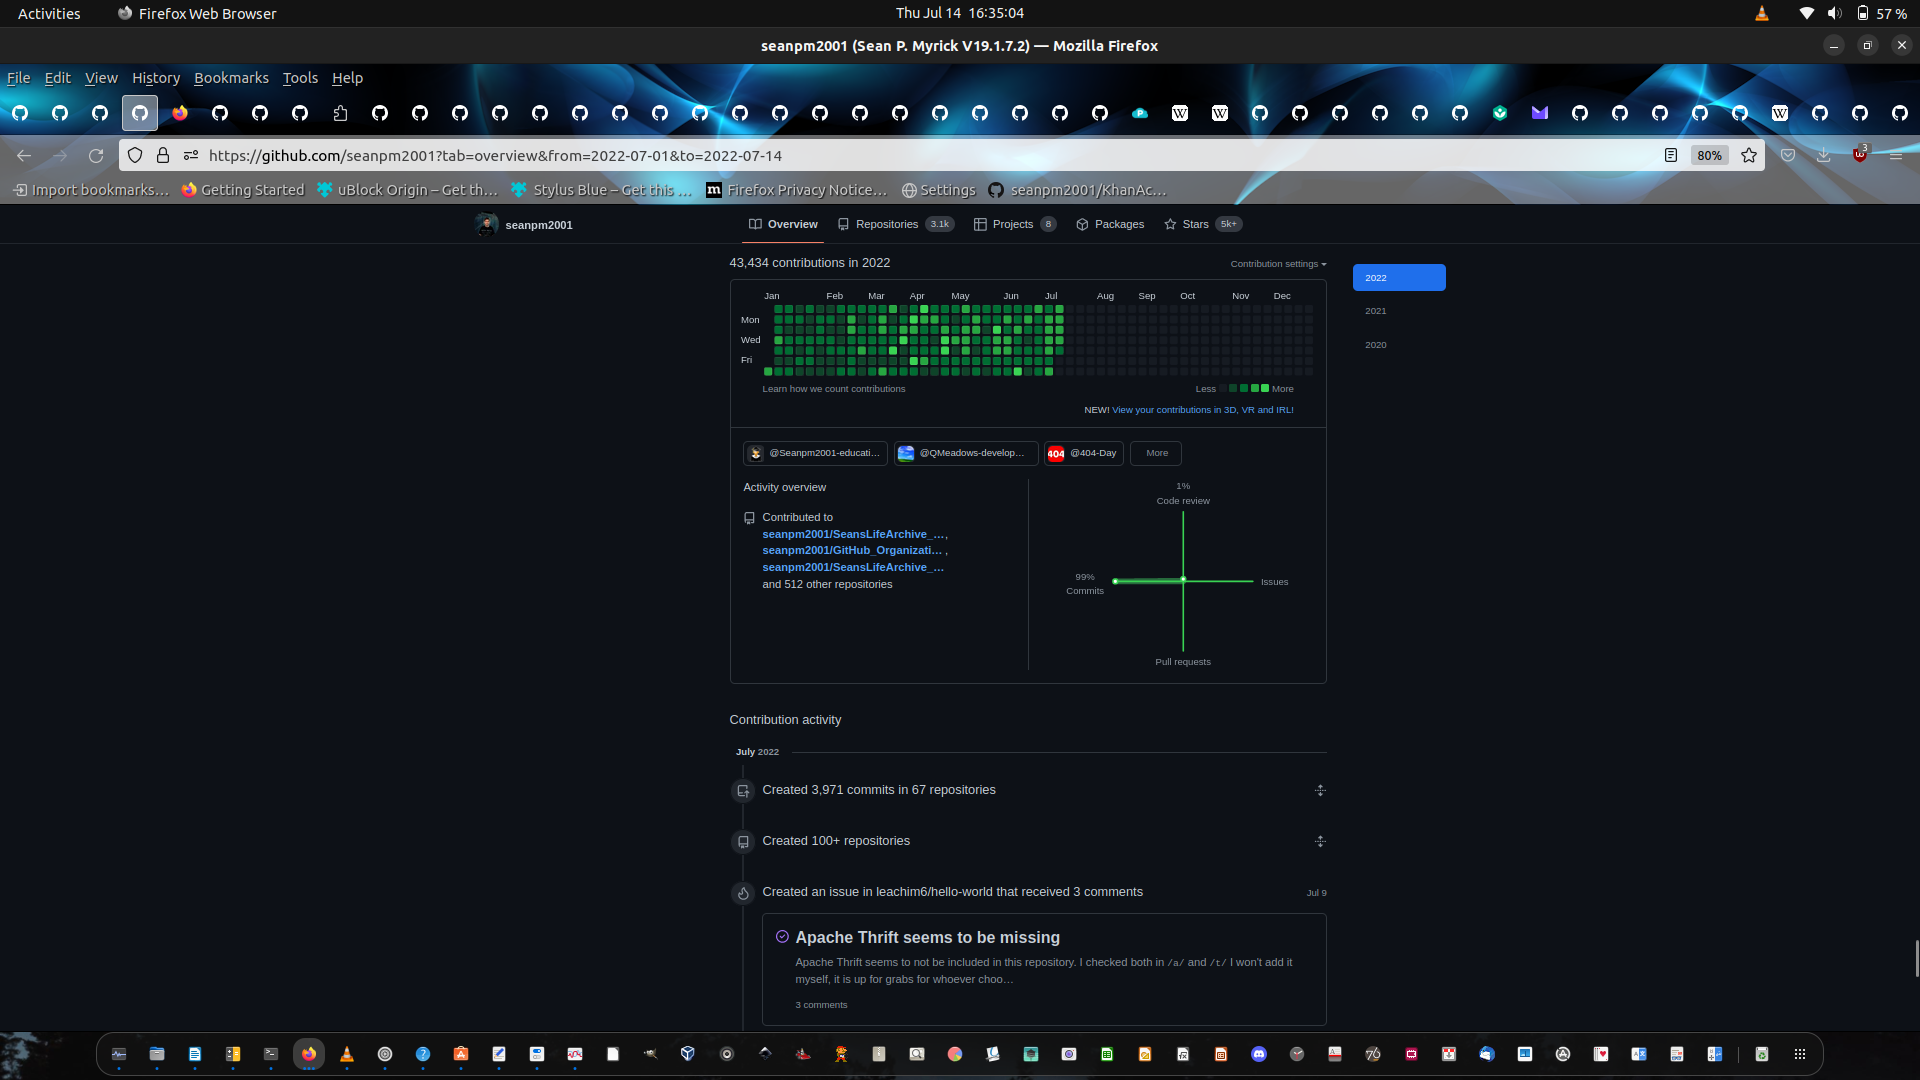 Activities
Firefox Web Browser
Thu Jul 14 16:35:04
57 %
seanpm2001 (Sean P. Myrick V19.1.7.2) — Mozilla Firefox
File Edit View History Bookmarks Tools Help
https://github.com/seanpm2001?tab=overview&from=2022-07-01&to=2022-07-14
80%
3
Import bookmarks…
Getting Started
uBlock Origin – Get th…
Stylus Blue – Get this …
Firefox Privacy Notice…
Settings
seanpm2001/KhanAc…
seanpm2001
Overview
Repositories 3.1k
Projects 8
Packages
Stars 5k+
43,434 contributions in 2022
Contribution settings
2022
2021
2020
Jan Feb Mar Apr May Jun Jul Aug Sep Oct Nov Dec
Mon
Wed
Fri
Learn how we count contributions
Less More
NEW! View your contributions in 3D, VR and IRL!
@Seanpm2001-educati…
@QMeadows-develop…
404 @404-Day
More
Activity overview
Contributed to
seanpm2001/SeansLifeArchive_…,
seanpm2001/GitHub_Organizati… ,
seanpm2001/SeansLifeArchive_…
and 512 other repositories
1%
Code review
99%
Commits
Issues
Pull requests
Contribution activity
July 2022
Created 3,971 commits in 67 repositories
Created 100+ repositories
Created an issue in leachim6/hello-world that received 3 comments
Jul 9
Apache Thrift seems to be missing
Apache Thrift seems to not be included in this repository. I checked both in /a/ and /t/ I won't add it
myself, it is up for grabs for whoever choo…
3 comments